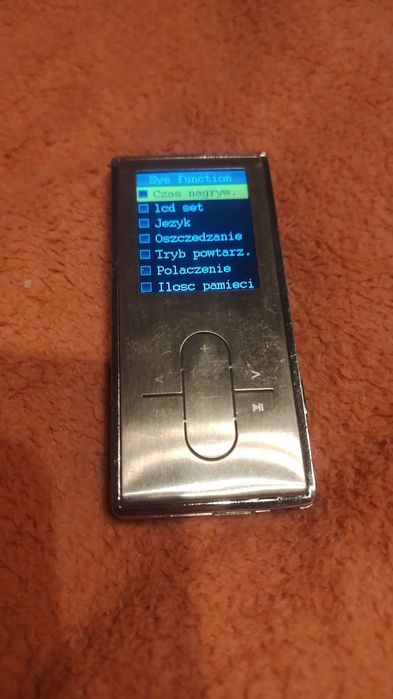 Sys function
Czas nagryw.
lcd set
Jezyk
Oszczedzanie
Tryb powtarz.
Polaczenie
Ilosc pamieci